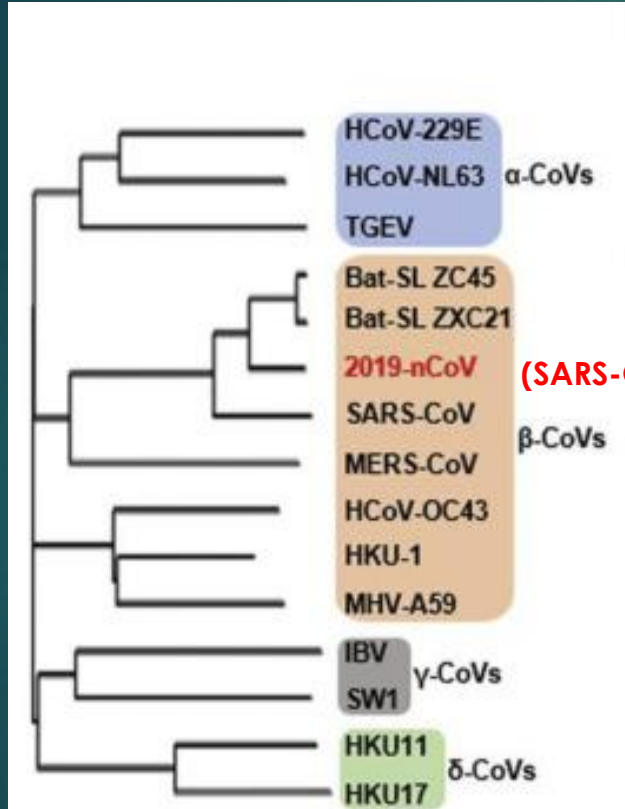 HCoV-229E
HCoV-NL63
α-CoVs
TGEV
Bat-SL ZC45
Bat-SL ZXC21
2019-nCoV
SARS-CoV
β-CoVs
MERS-CoV
HCoV-OC43
HKU-1
MHV-A59
IBV
γ-CoVs
SW1
HKU11
δ-CoVs
HKU17